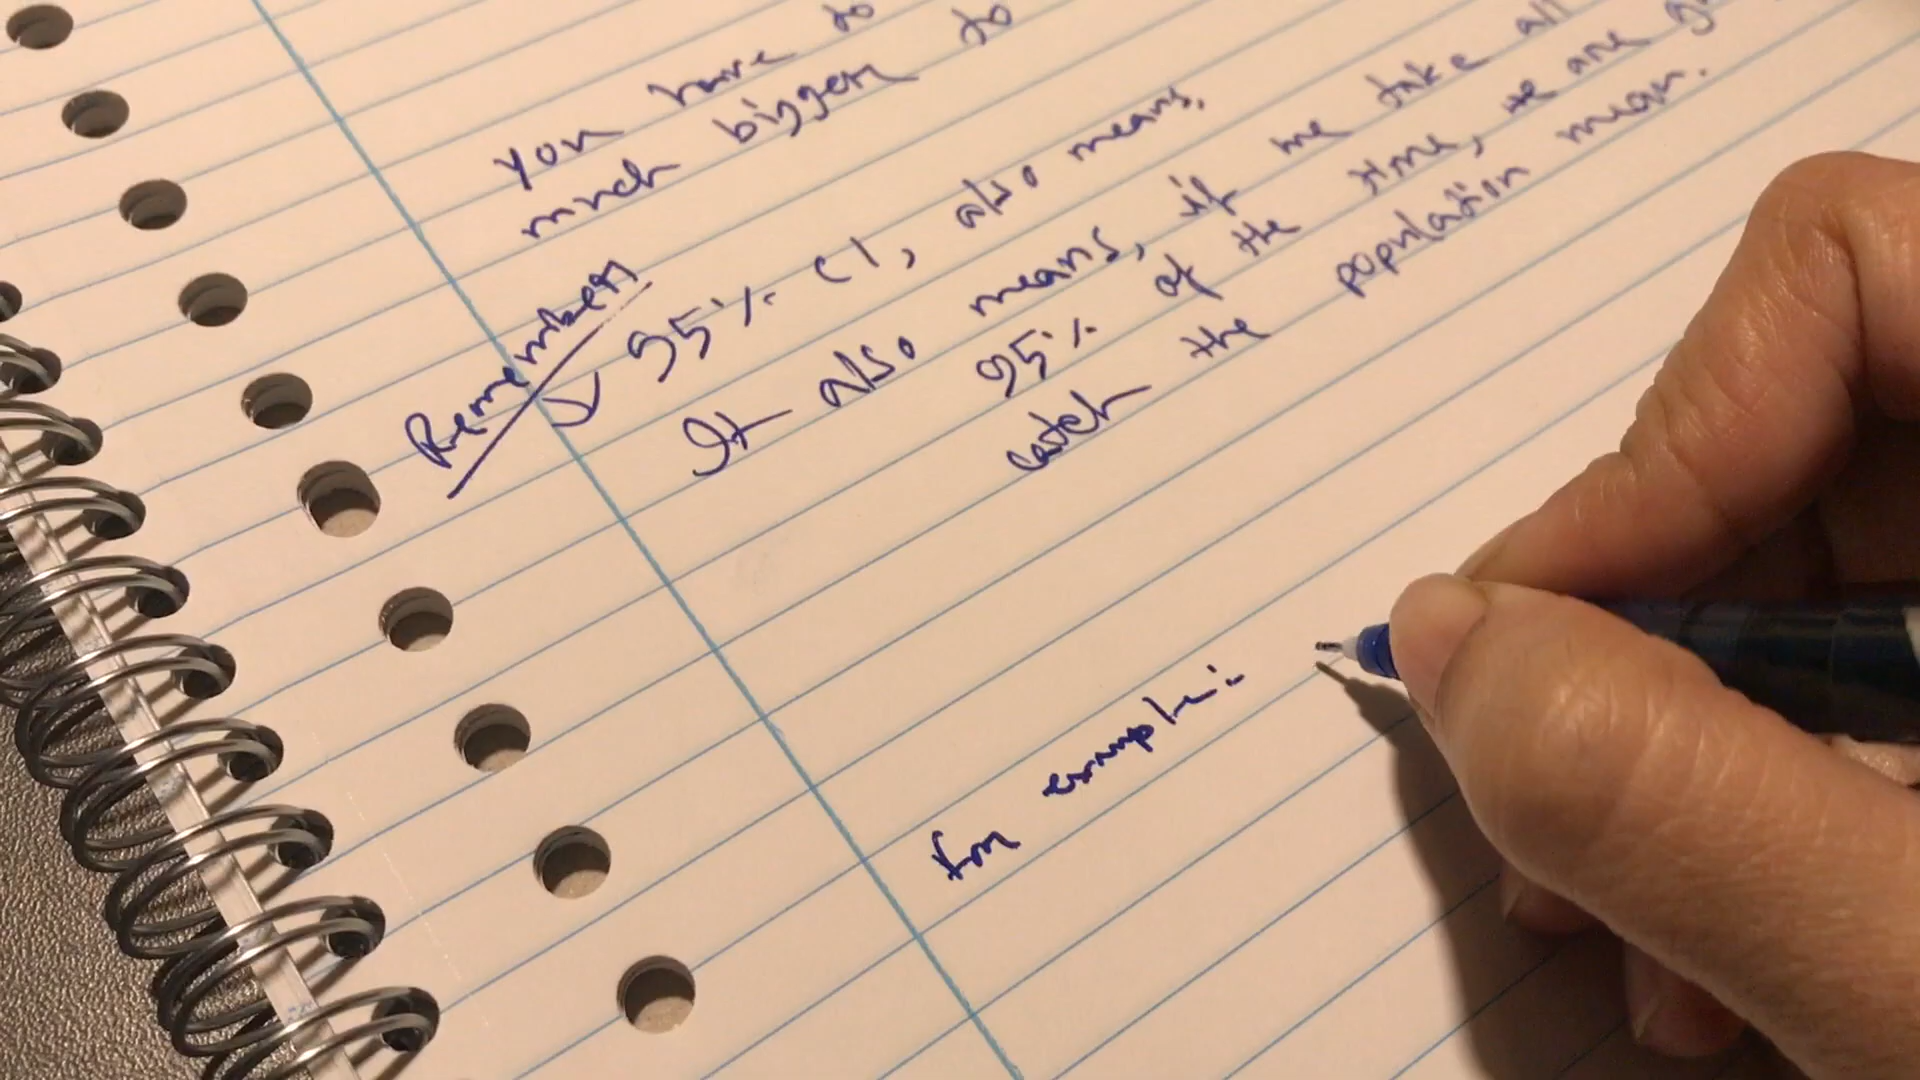 you have to
much bigger to
Remember
✓ 95% CI, also means,
It also means, if we take all
95% of the time, we are
catch the population mean.
For example: